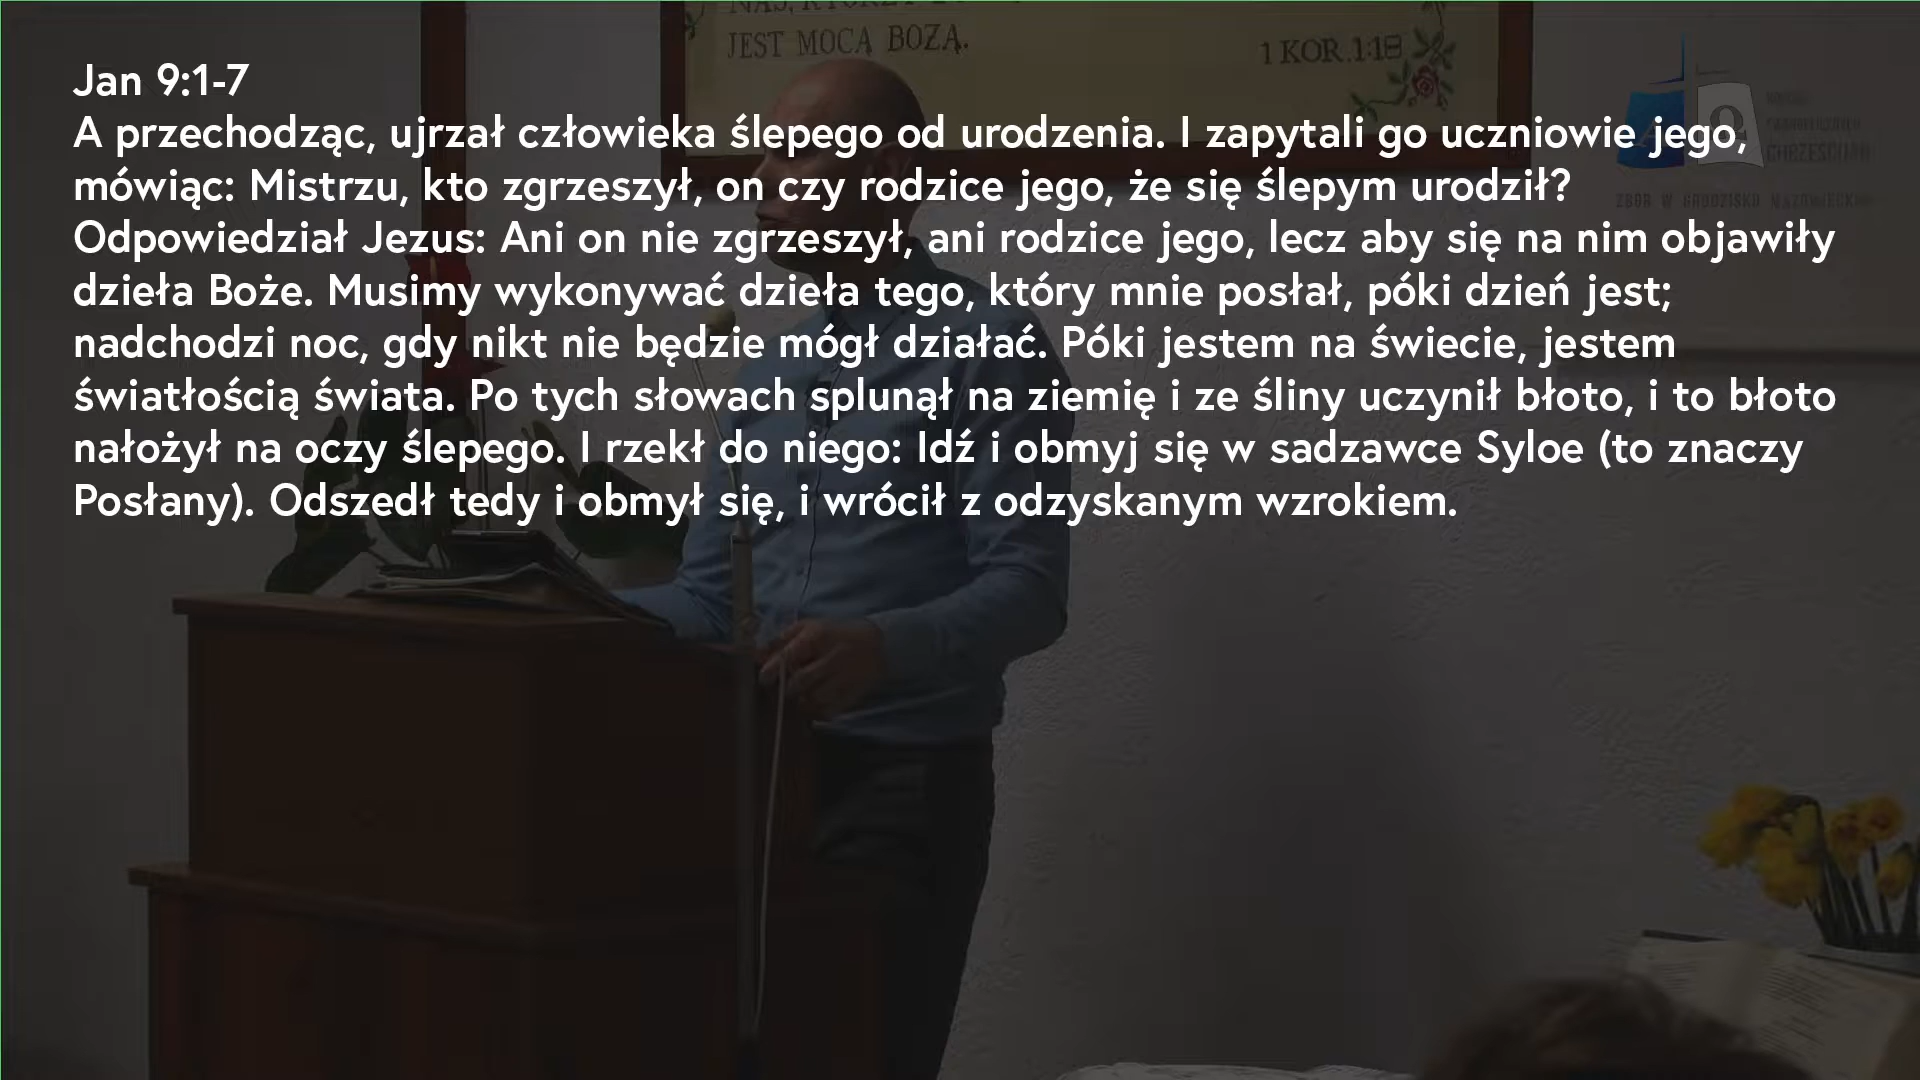 JEST MOCĄ BOŻĄ.
1 KOR. 1:18
Jan 9:1-7
A przechodząc, ujrzał człowieka ślepego od urodzenia. I zapytali go uczniowie jego,
mówiąc: Mistrzu, kto zgrzeszył, on czy rodzice jego, że się ślepym urodził?
Odpowiedział Jezus: Ani on nie zgrzeszył, ani rodzice jego, lecz aby się na nim objawiły
dzieła Boże. Musimy wykonywać dzieła tego, który mnie posłał, póki dzień jest;
nadchodzi noc, gdy nikt nie będzie mógł działać. Póki jestem na świecie, jestem
światłością świata. Po tych słowach splunął na ziemię i ze śliny uczynił błoto, i to błoto
nałożył na oczy ślepego. I rzekł do niego: Idź i obmyj się w sadzawce Syloe (to znaczy
Posłany). Odszedł tedy i obmył się, i wrócił z odzyskanym wzrokiem.
ZBÓR W GRODZISKU MAZOWIECKIM